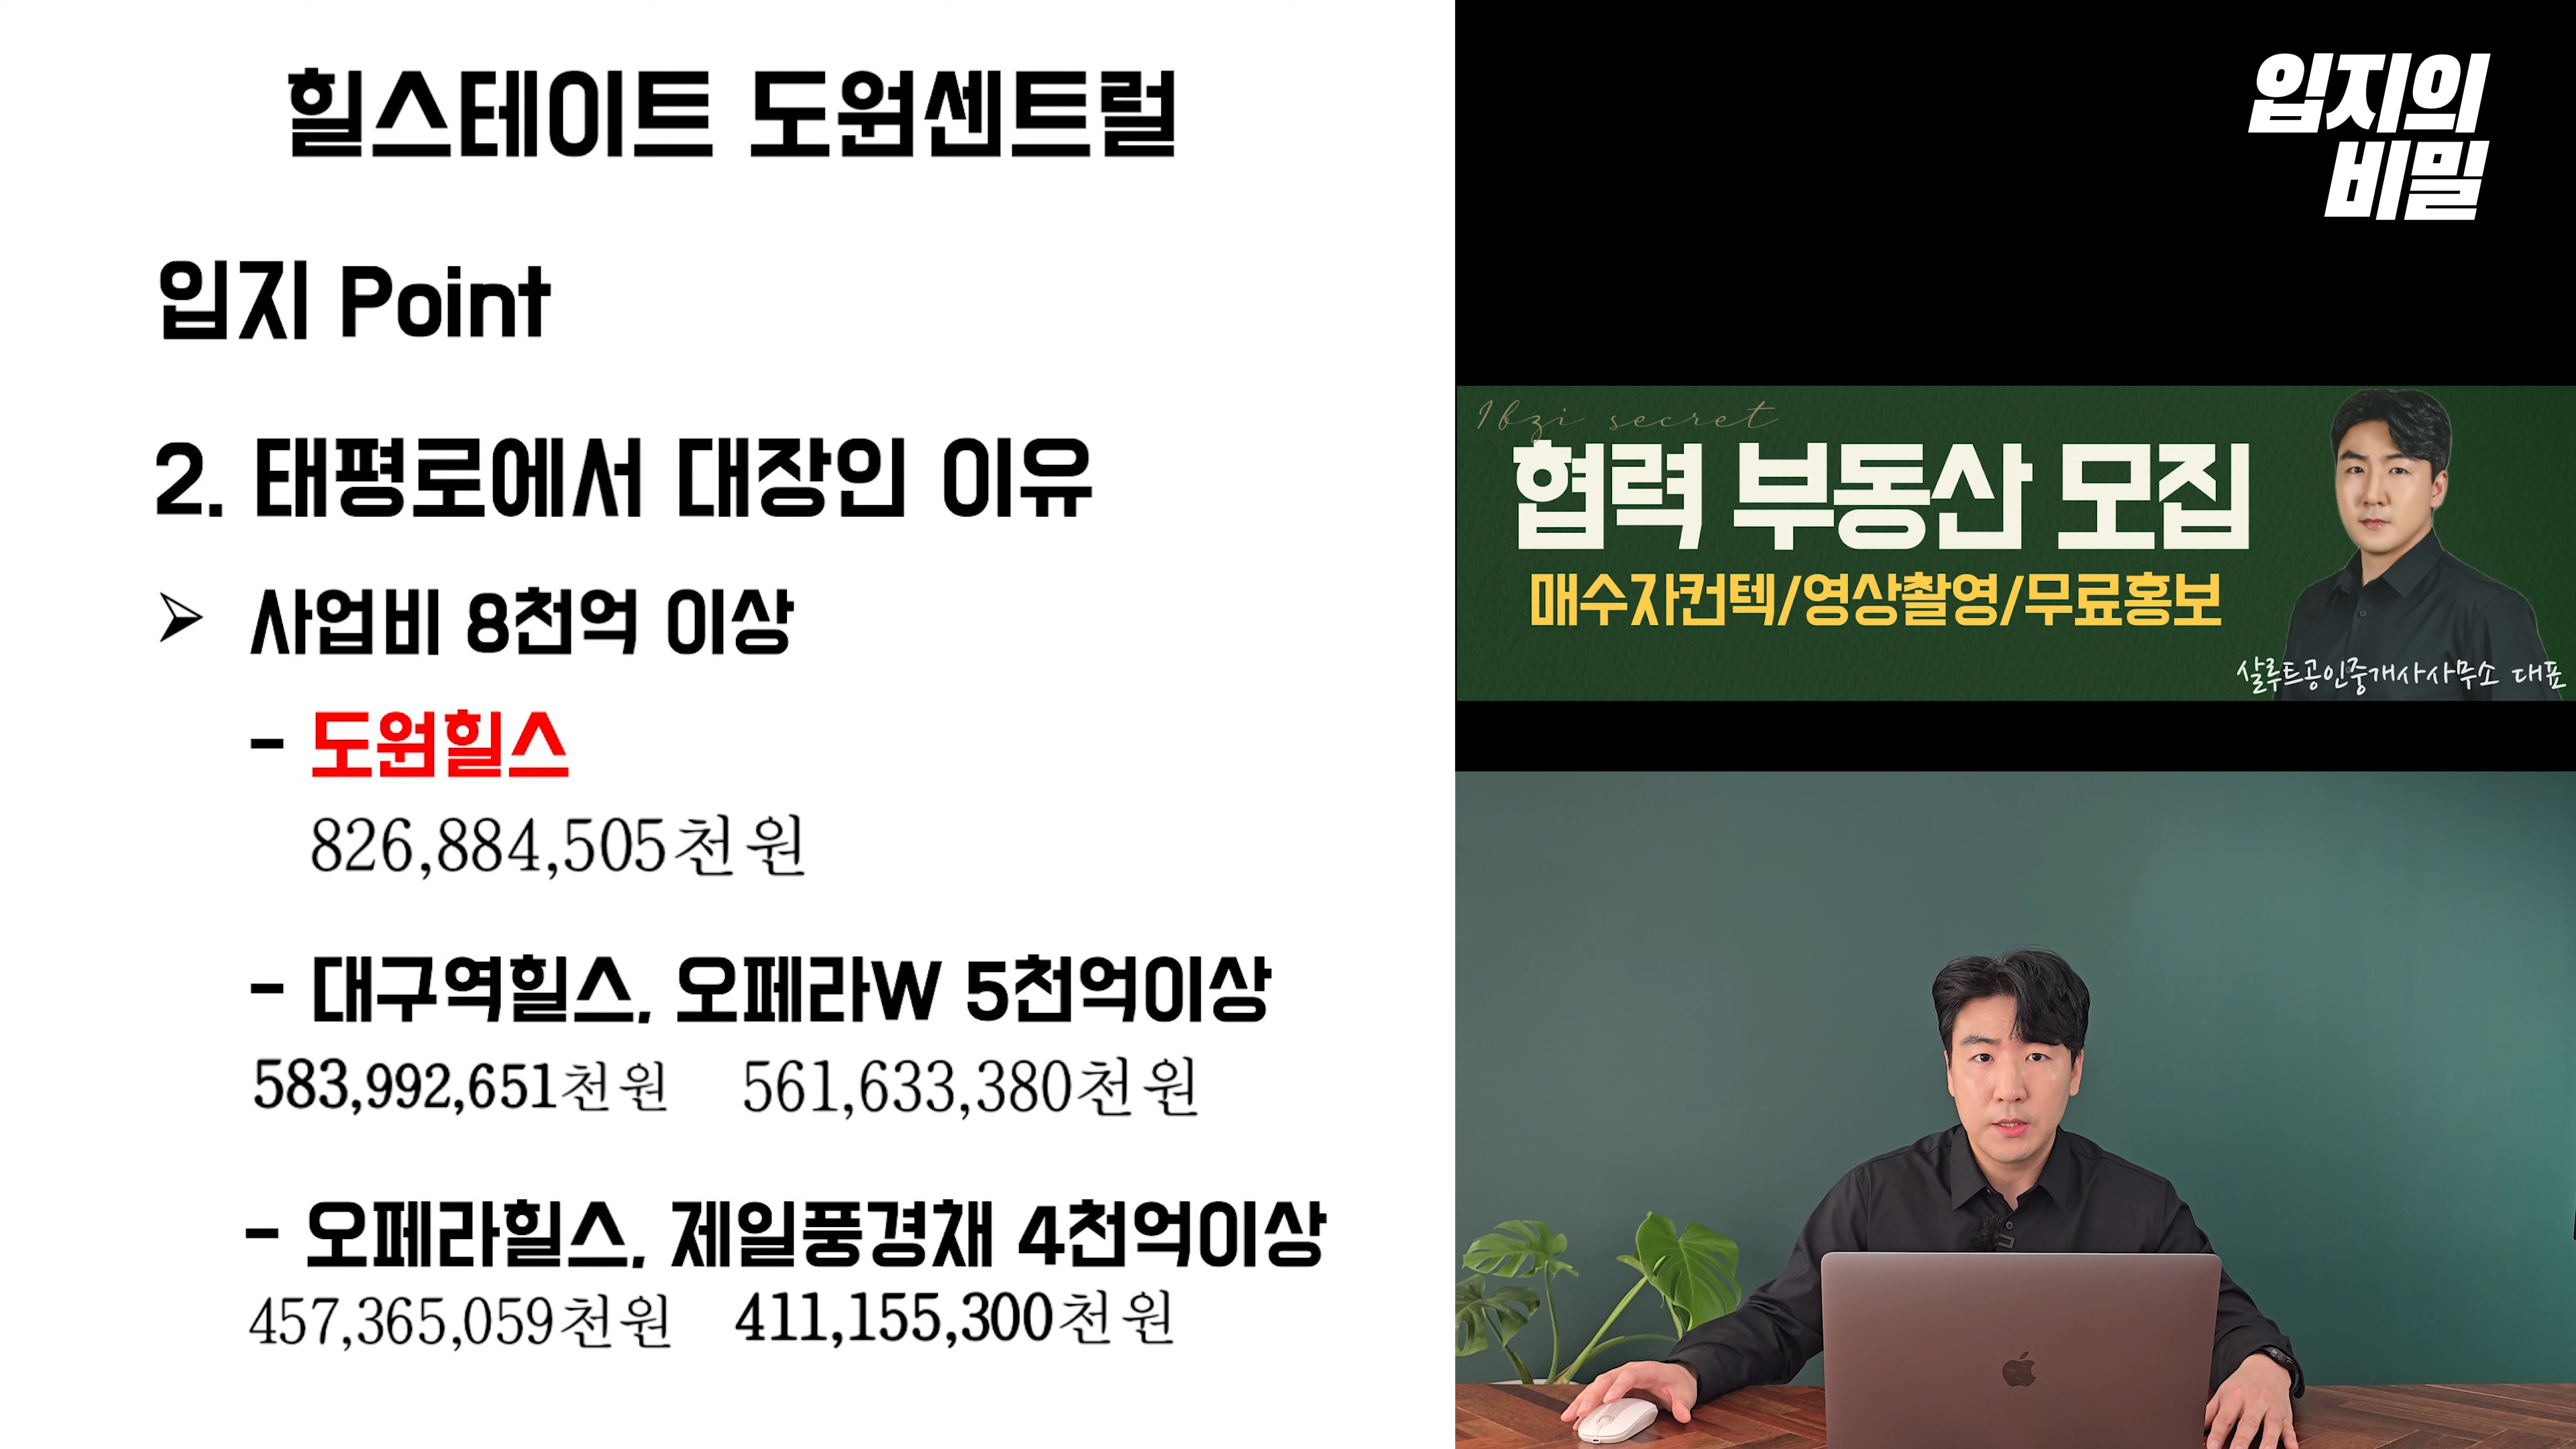 힐스테이트 도원센트럴
입지 Point
2. 태평로에서 대장인 이유
➢ 사업비 8천억 이상
- 도원힐스
826,884,505천원
- 대구역힐스, 오페라W 5천억이상
583,992,651천원 561,633,380천원
- 오페라힐스, 제일풍경채 4천억이상
457,365,059천원 411,155,300천원
입지의
비밀
Ibzi secret
협력 부동산 모집
매수자컨텍/영상촬영/무료홍보
살루트공인중개사사무소 대표